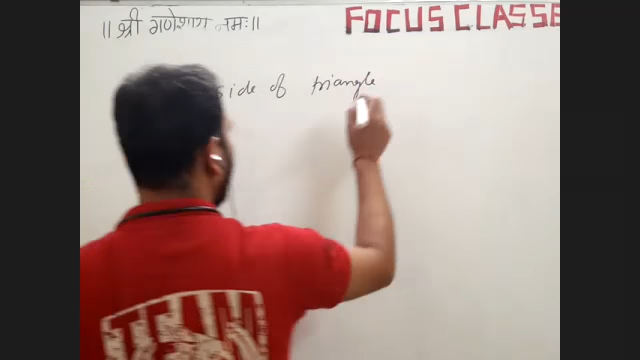 ॥ श्री गणेशाय नमः॥
FOCUS CLASSE
side of triangle